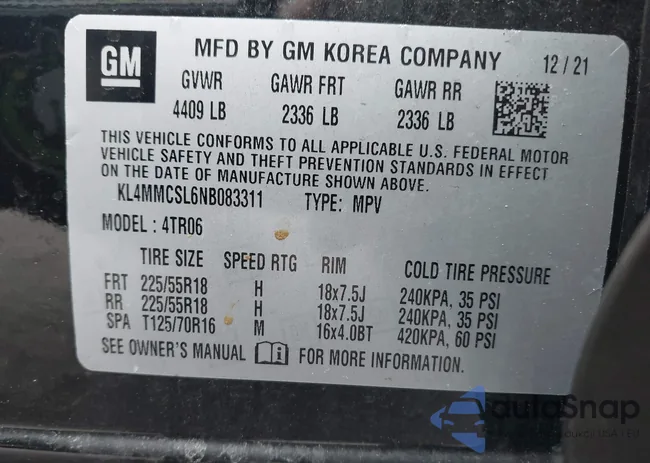 GM MFD BY GM KOREA COMPANY 12/21
GVWR GAWR FRT GAWR RR
4409 LB 2336 LB 2336 LB
THIS VEHICLE CONFORMS TO ALL APPLICABLE U.S. FEDERAL MOTOR
VEHICLE SAFETY AND THEFT PREVENTION STANDARDS IN EFFECT
ON THE DATE OF MANUFACTURE SHOWN ABOVE.
KL4MMCSL6NB083311 TYPE: MPV
MODEL : 4TR06
TIRE SIZE SPEED RTG RIM COLD TIRE PRESSURE
FRT 225/55R18 H 18x7.5J 240KPA, 35 PSI
RR 225/55R18 H 18x7.5J 240KPA, 35 PSI
SPA T125/70R16 M 16x4.0BT 420KPA, 60 PSI
SEE OWNER'S MANUAL FOR MORE INFORMATION.
autoSnap